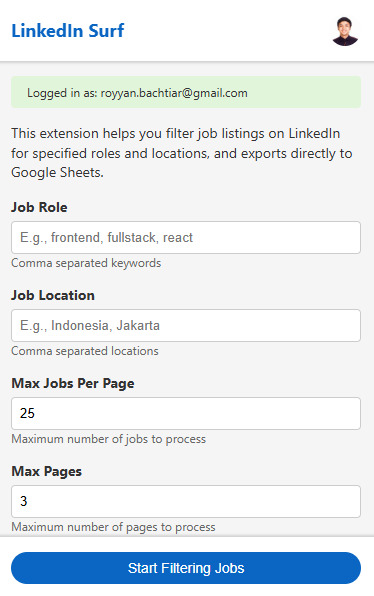 LinkedIn Surf
Logged in as: royyan.bachtiar@gmail.com
This extension helps you filter job listings on LinkedIn
for specified roles and locations, and exports directly to
Google Sheets.
Job Role
E.g., frontend, fullstack, react
Comma separated keywords
Job Location
E.g., Indonesia, Jakarta
Comma separated locations
Max Jobs Per Page
25
Maximum number of jobs to process
Max Pages
3
Maximum number of pages to process
Start Filtering Jobs